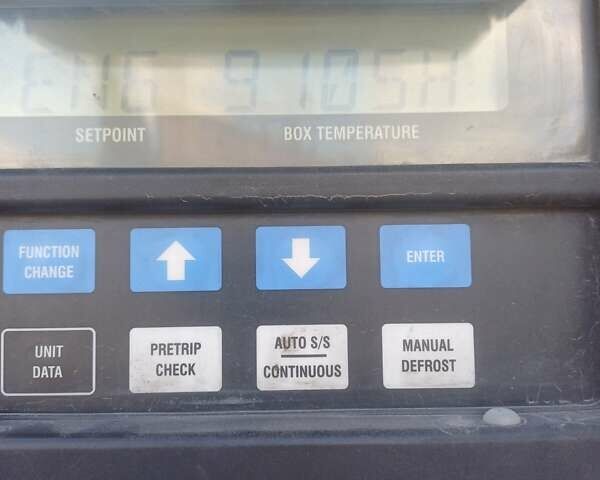 ENG 9105H
SETPOINT BOX TEMPERATURE
FUNCTION
CHANGE
ENTER
UNIT
DATA
PRETRIP
CHECK
AUTO S/S
CONTINUOUS
MANUAL
DEFROST